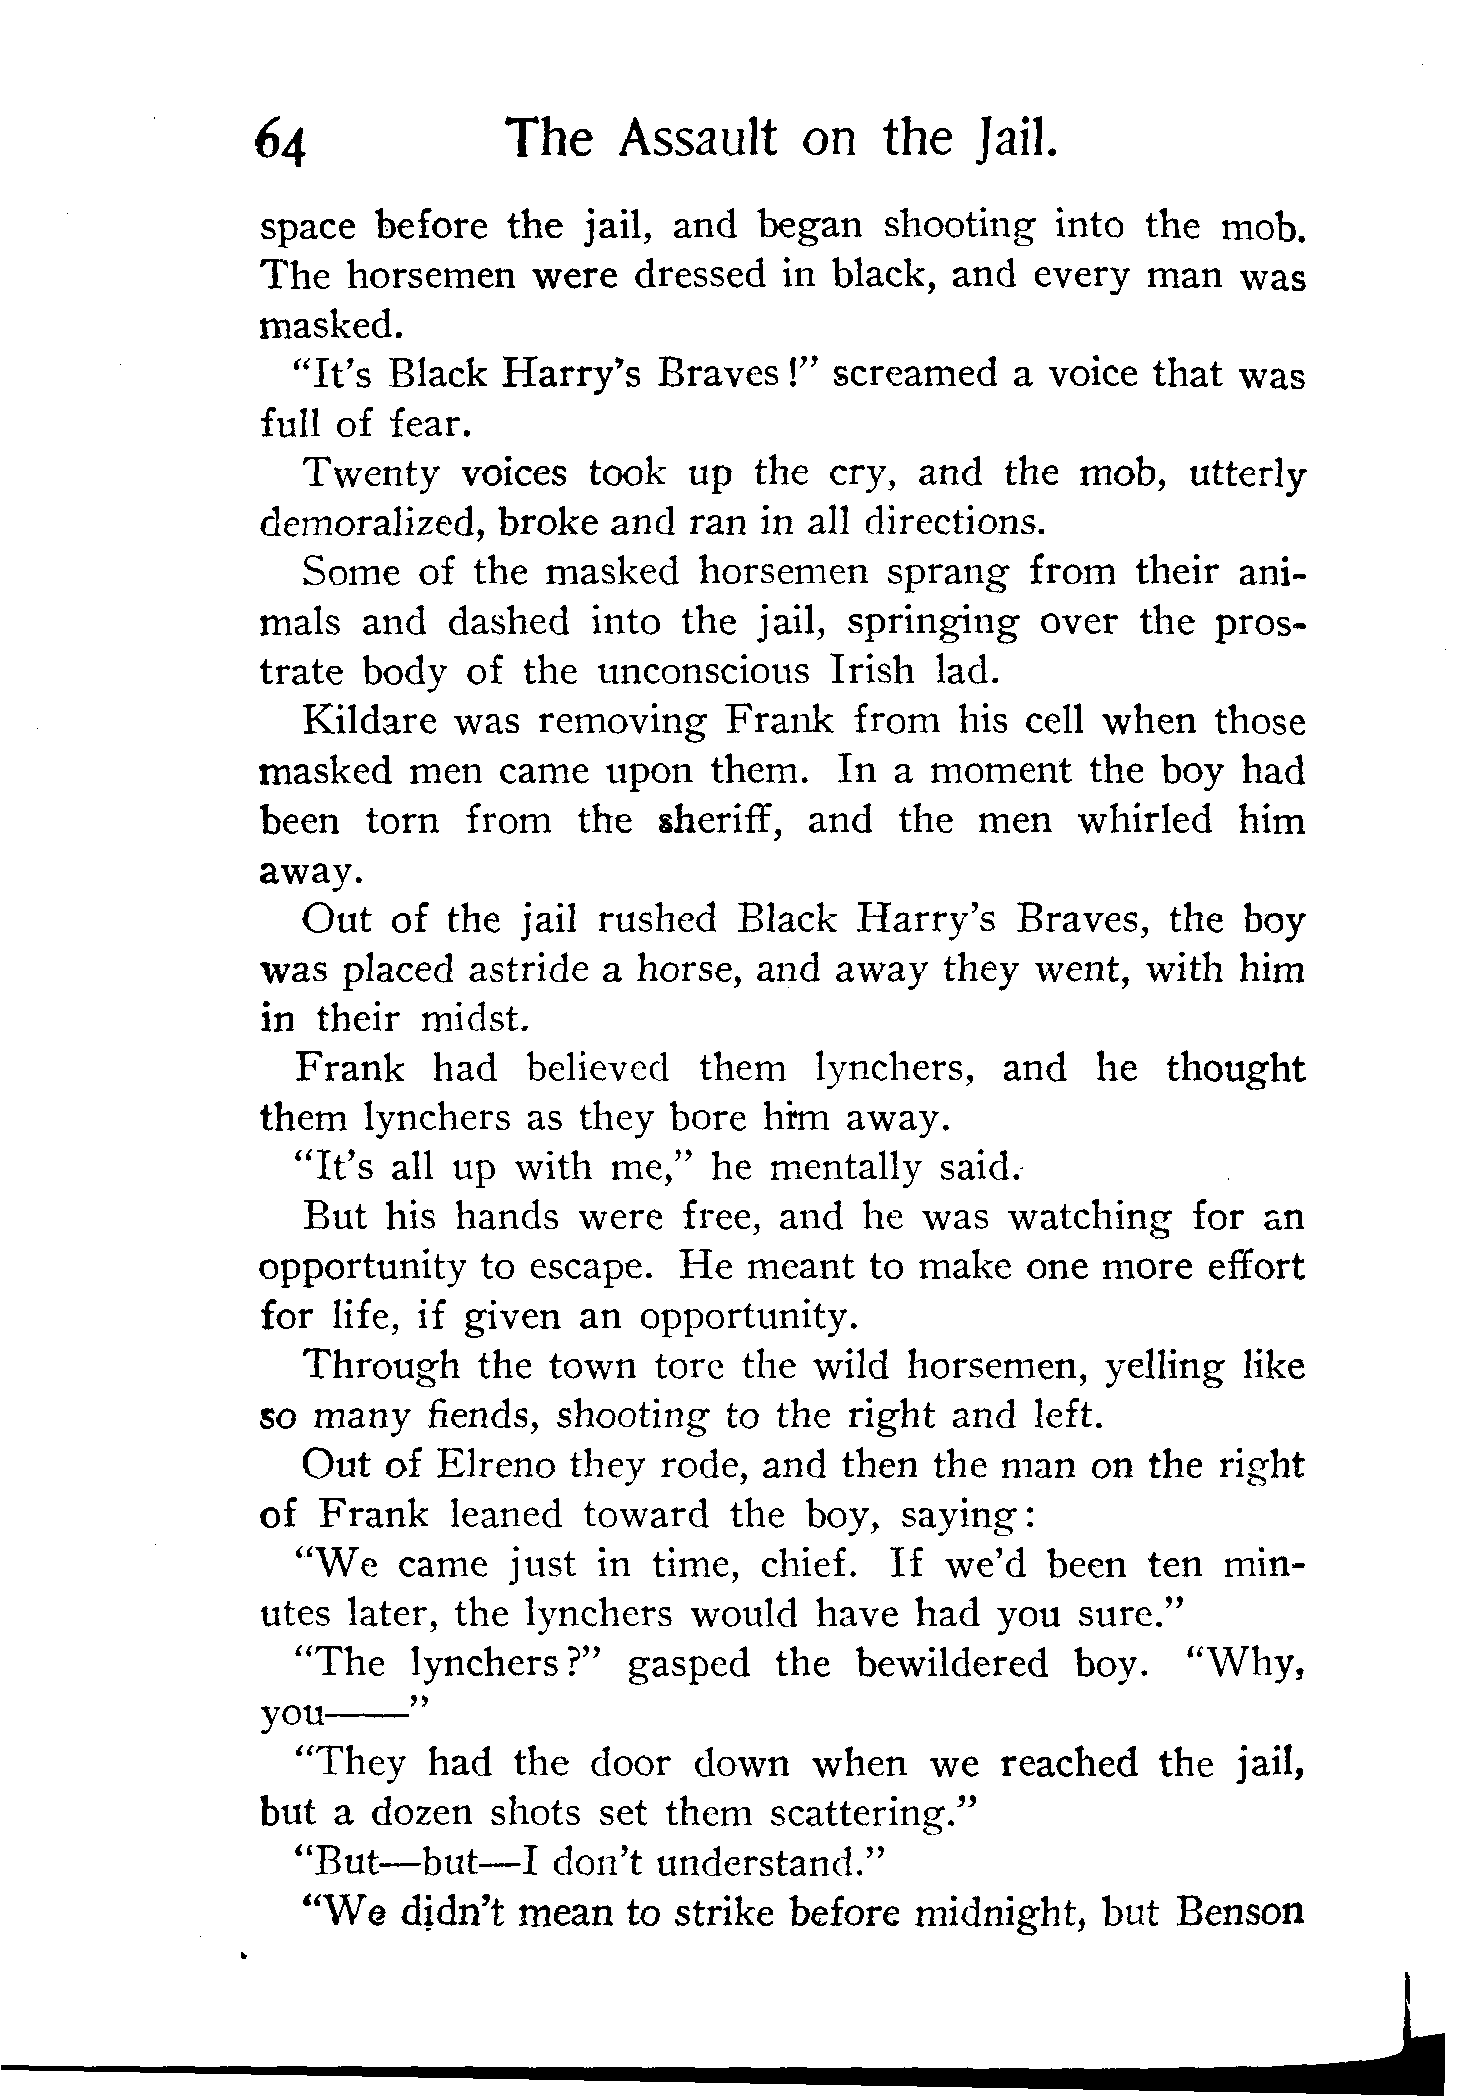 64 The Assault on the Jail.
space before the jail, and began shooting into the mob.
The horsemen were dressed in black, and every man was
masked.
"It's Black Harry's Braves!" screamed a voice that was
full of fear.
Twenty voices took up the cry, and the mob, utterly
demoralized, broke and ran in all directions.
Some of the masked horsemen sprang from their ani-
mals and dashed into the jail, springing over the pros-
trate body of the unconscious Irish lad.
Kildare was removing Frank from his cell when those
masked men came upon them. In a moment the boy had
been torn from the sheriff, and the men whirled him
away.
Out of the jail rushed Black Harry's Braves, the boy
was placed astride a horse, and away they went, with him
in their midst.
Frank had believed them lynchers, and he thought
them lynchers as they bore him away.
"It's all up with me," he mentally said.
But his hands were free, and he was watching for an
opportunity to escape. He meant to make one more effort
for life, if given an opportunity.
Through the town tore the wild horsemen, yelling like
so many fiends, shooting to the right and left.
Out of Elreno they rode, and then the man on the right
of Frank leaned toward the boy, saying:
"We came just in time, chief. If we'd been ten min-
utes later, the lynchers would have had you sure."
"The lynchers?" gasped the bewildered boy. "Why,
you——"
"They had the door down when we reached the jail,
but a dozen shots set them scattering."
"But—but—I don't understand."
"We didn't mean to strike before midnight, but Benson